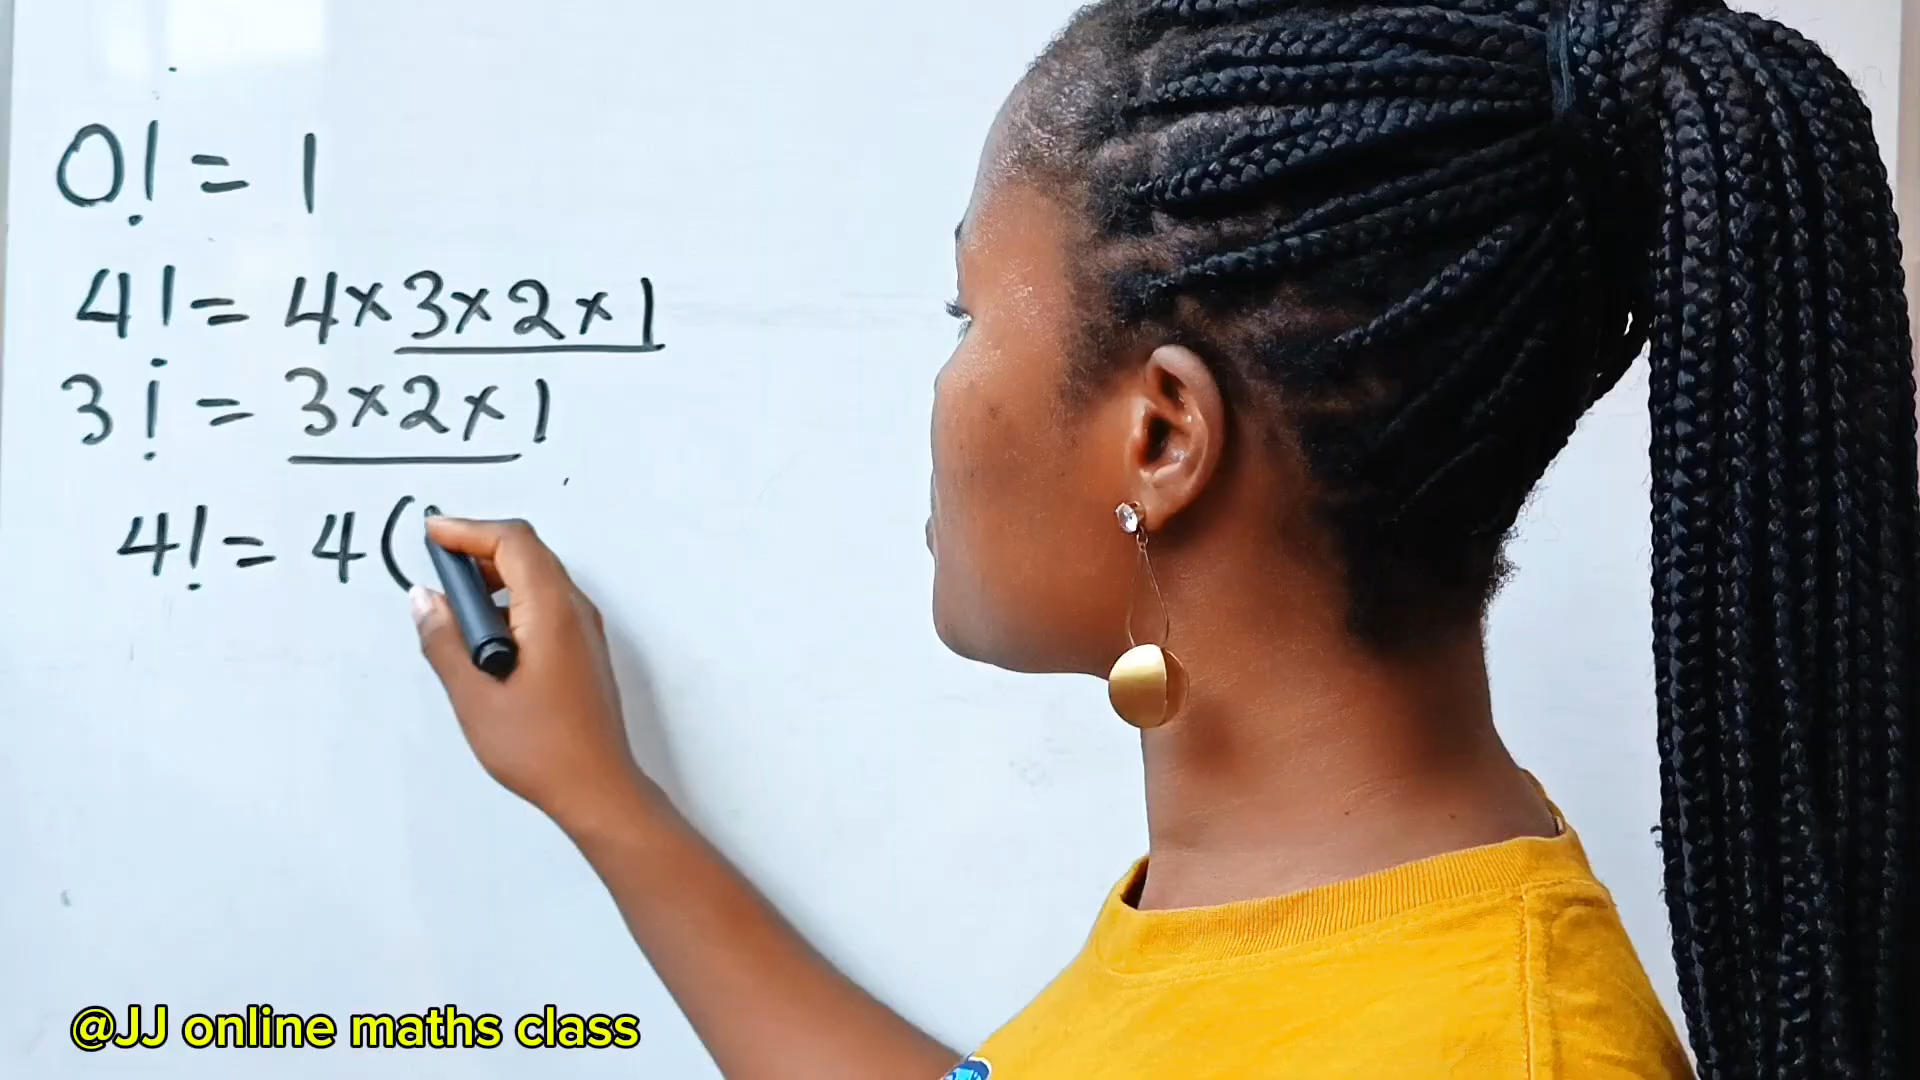 0! = 1
4! = 4×3×2×1
3! = 3×2×1
4! = 4(
@JJ online maths class